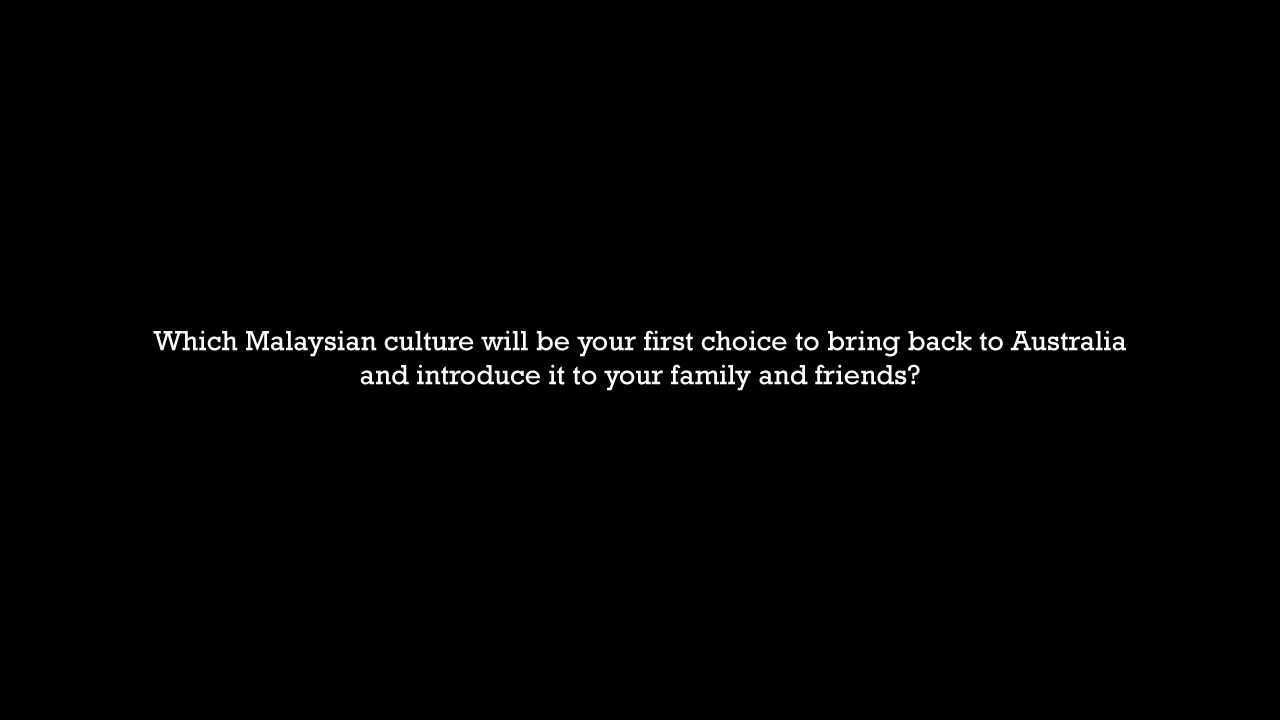 Which Malaysian culture will be your first choice to bring back to Australia
and introduce it to your family and friends?